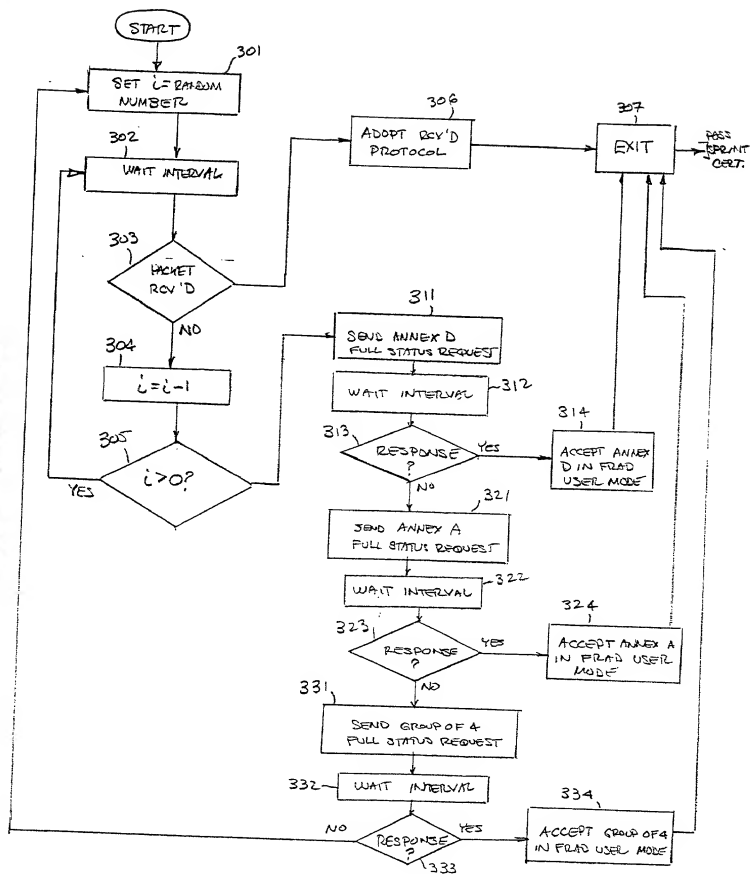 START
301
SET i = RANDOM
NUMBER
302
WAIT INTERVAL
303
PACKET
RCV'D
NO
304
i = i-1
305
i > 0?
YES
306
ADOPT RCV'D
PROTOCOL
307
EXIT
POSS
SPRINT
CERT.
311
SEND ANNEX D
FULL STATUS REQUEST
312
WAIT INTERVAL
313
RESPONSE
?
YES
NO
314
ACCEPT ANNEX
D IN FRAD
USER MODE
321
SEND ANNEX A
FULL STATUS REQUEST
322
WAIT INTERVAL
323
RESPONSE
?
YES
NO
324
ACCEPT ANNEX A
IN FRAD USER
MODE
331
SEND GROUP OF 4
FULL STATUS REQUEST
332
WAIT INTERVAL
NO
RESPONSE
?
YES
333
334
ACCEPT GROUP OF 4
IN FRAD USER MODE